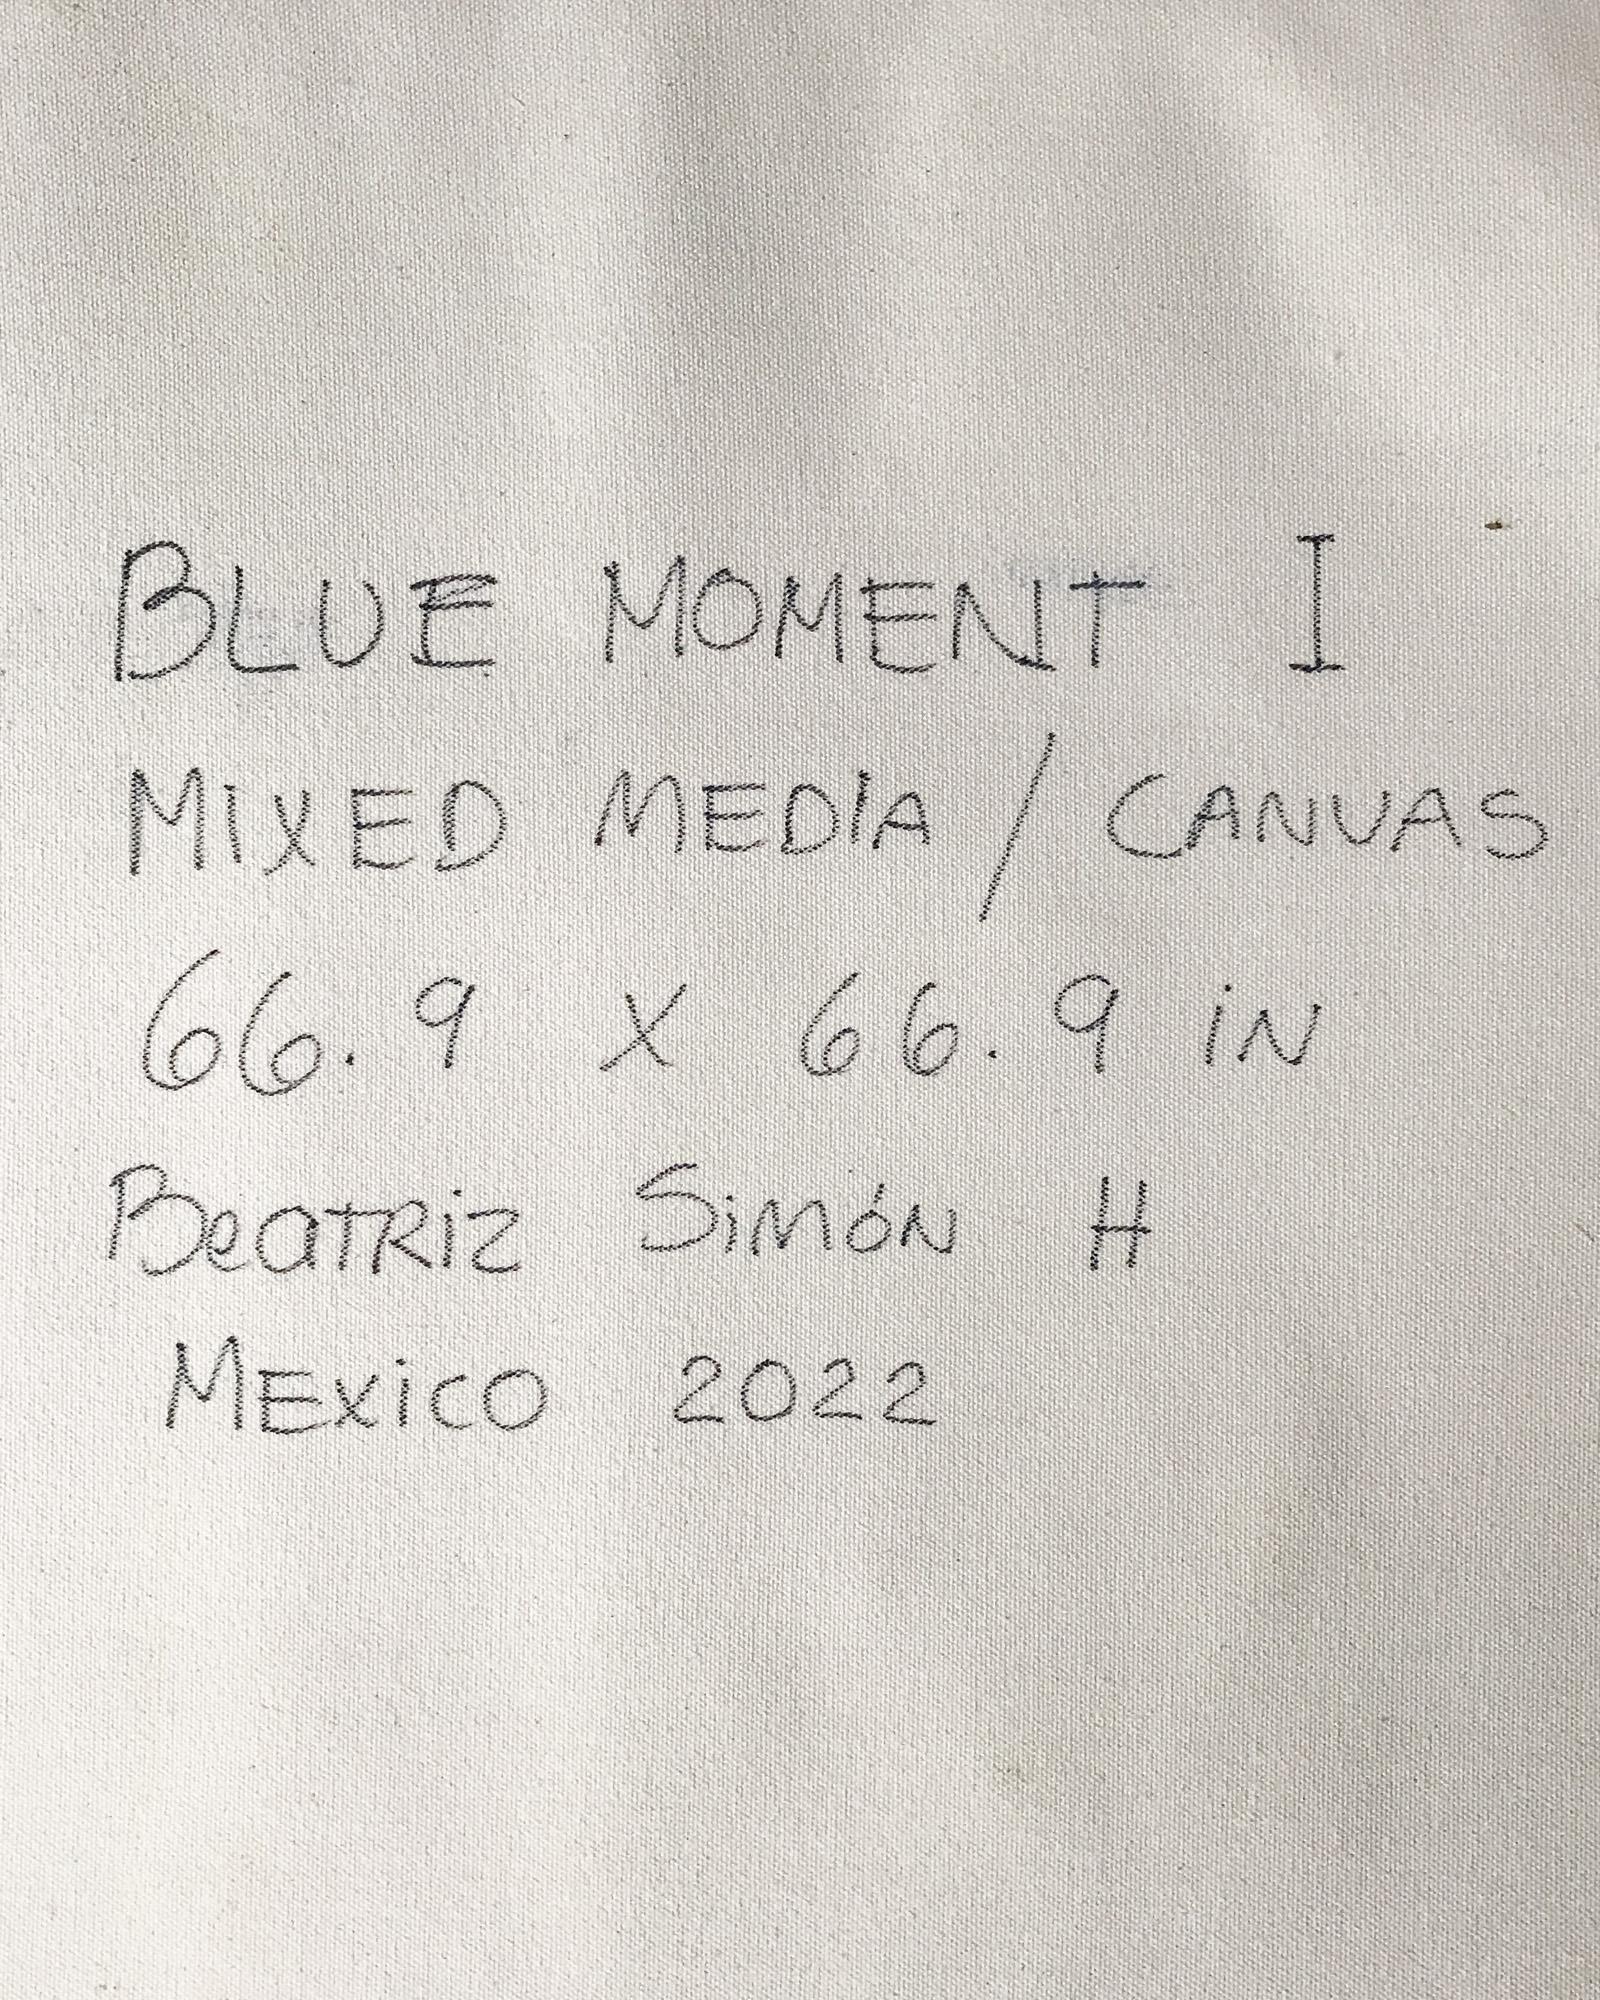 BLUE MOMENT I
MIXED MEDIA / CANVAS
66.9 x 66.9 iN
BeatRiz Simón H
MExico 2022